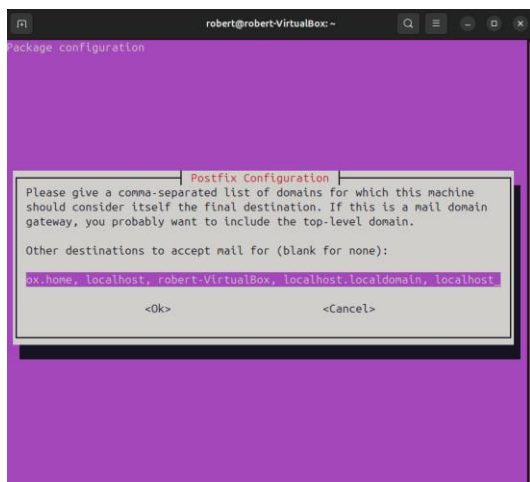 robert@robert-VirtualBox: ~
Package configuration
Postfix Configuration
Please give a comma-separated list of domains for which this machine
should consider itself the final destination. If this is a mail domain
gateway, you probably want to include the top-level domain.
Other destinations to accept mail for (blank for none):
ox.home, localhost, robert-VirtualBox, localhost.localdomain, localhost_
<Ok> <Cancel>